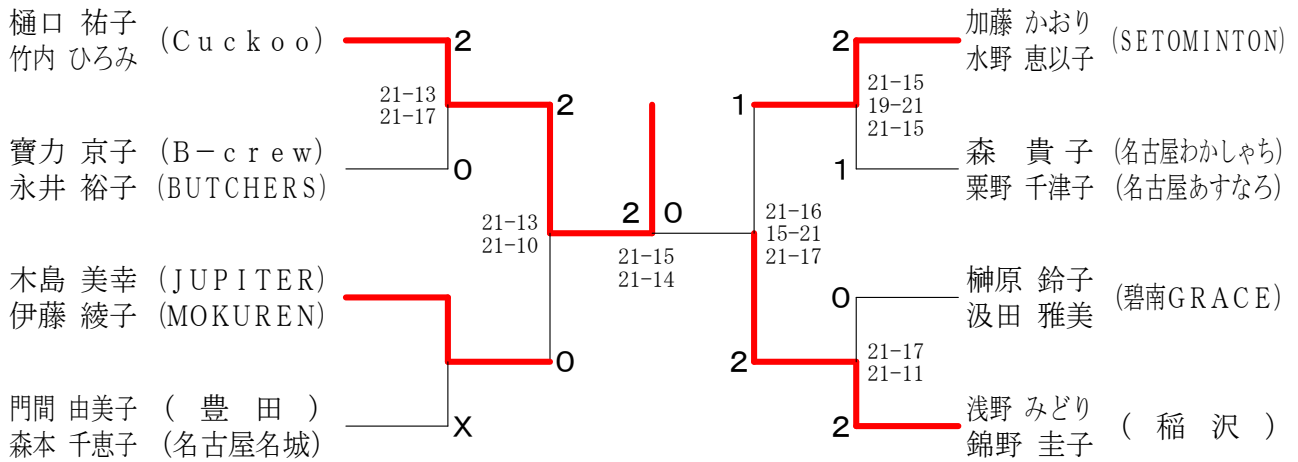 樋口 祐子
竹内 ひろみ
(Cuckoo)
2
21-13
21-17
寶力 京子 (B-crew)
永井 裕子 (BUTCHERS)
0
2
21-13
21-10
木島 美幸 (JUPITER)
伊藤 綾子 (MOKUREN)
0
門間 由美子 (豊田)
森本 千恵子 (名古屋名城)
X
2 0
21-15
21-14
加藤 かおり
水野 恵以子
(SETOMINTON)
2
21-15
19-21
21-15
森 貴子 (名古屋わかしゃち)
粟野 千津子 (名古屋あすなろ)
1
1
21-16
15-21
21-17
榊原 鈴子
汲田 雅美
(碧南GRACE)
0
21-17
21-11
2
浅野 みどり
錦野 圭子
(稲沢)
2